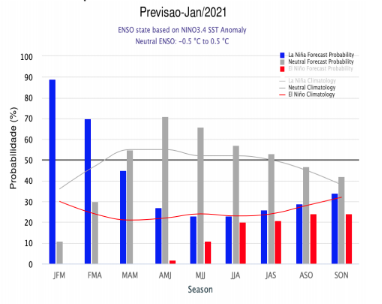 Previsao-Jan/2021
ENSO state based on NINO3.4 SST Anomaly
Neutral ENSO: -0.5 °C to 0.5 °C
La Niña Forecast Probability
Neutral Forecast Probability
El Niño Forecast Probability
La Niña Climatology
Neutral Climatology
El Niño Climatology
Probabilidade (%)
100
90
80
70
60
50
40
30
20
10
0
JFM FMA MAM AMJ MJJ JJA JAS ASO SON
Season